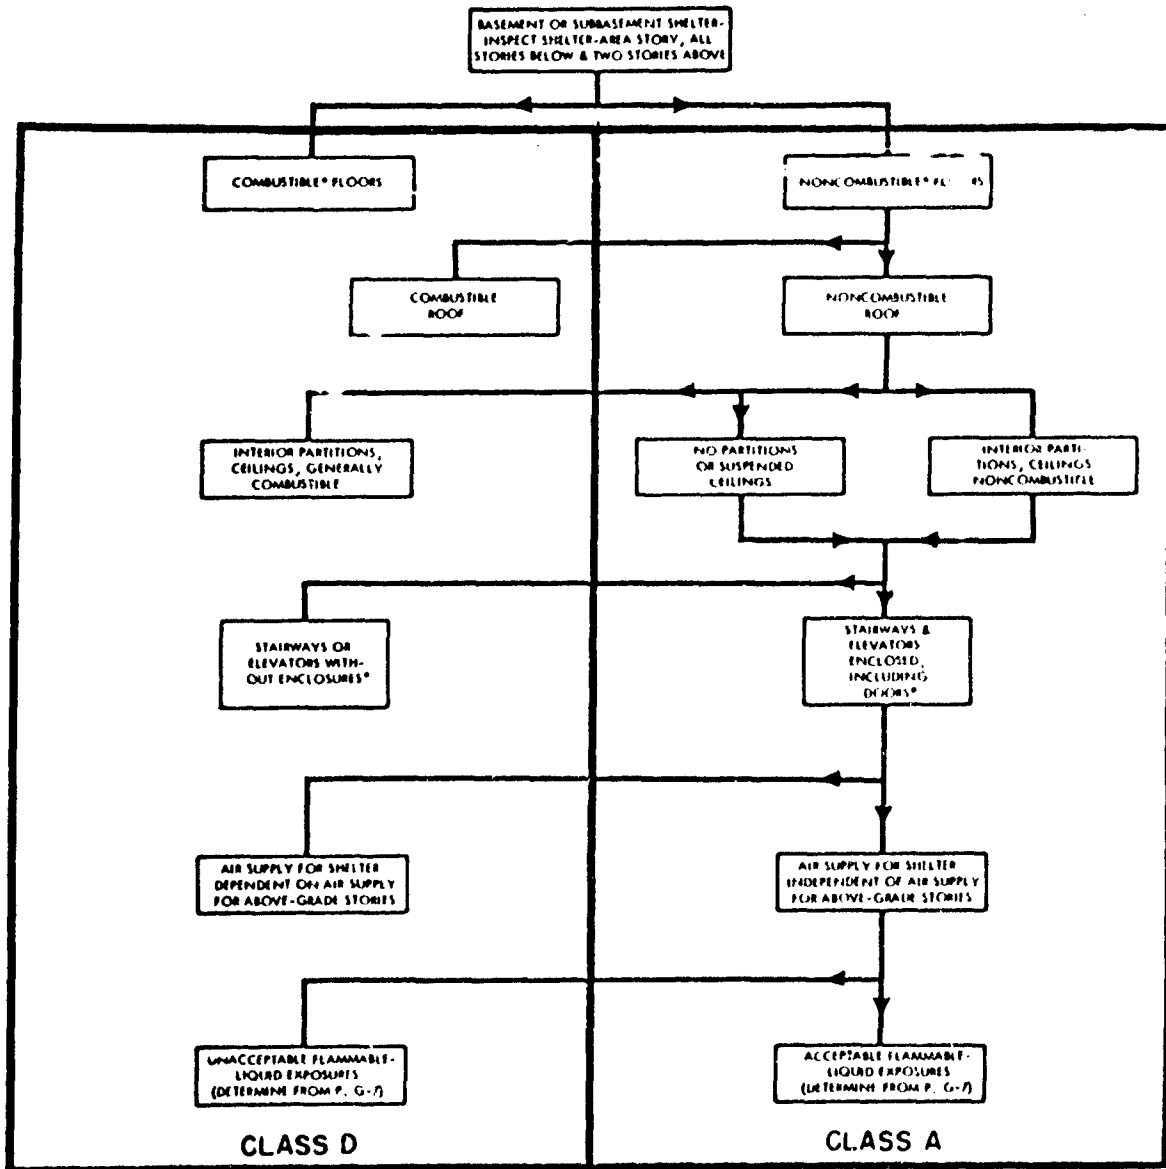 BASEMENT OR SUBBASEMENT SHELTER-
INSPECT SHELTER-AREA STORY, ALL
STORIES BELOW & TWO STORIES ABOVE
COMBUSTIBLE* FLOORS
NONCOMBUSTIBLE*
COMBUSTIBLE
ROOF
NONCOMBUSTIBLE
ROOF
INTERIOR PARTITIONS,
CEILINGS, GENERALLY
COMBUSTIBLE
NO PARTITIONS
OR SUSPENDED
CEILINGS
INTERIOR PARTI-
TIONS, CEILINGS
NONCOMBUSTIBLE
STAIRWAYS OR
ELEVATORS WITH-
OUT ENCLOSURES*
STAIRWAYS &
ELEVATORS
ENCLOSED,
INCLUDING
DOORS*
AIR SUPPLY FOR SHELTER
DEPENDENT ON AIR SUPPLY
FOR ABOVE-GRADE STORIES
AIR SUPPLY FOR SHELTER
INDEPENDENT OF AIR SUPPLY
FOR ABOVE-GRADE STORIES
UNACCEPTABLE FLAMMABLE-
LIQUID EXPOSURES
(DETERMINE FROM P. G-7)
ACCEPTABLE FLAMMABLE-
LIQUID EXPOSURES
(DETERMINE FROM P. G-7)
CLASS D
CLASS A